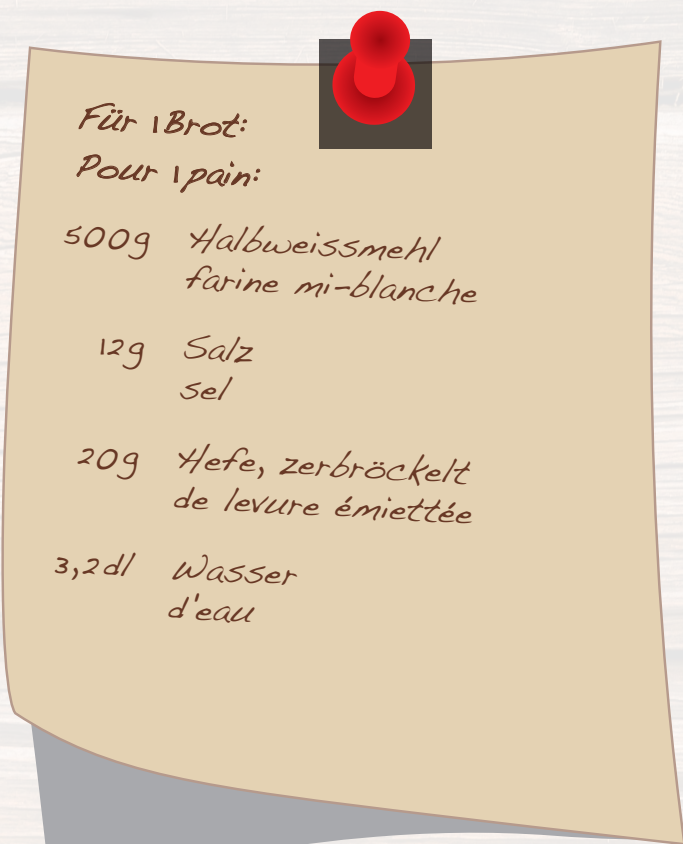 Für 1 Brot:
Pour 1 pain:
500g Halbweissmehl
farine mi-blanche
12g Salz
sel
20g Hefe, zerbröckelt
de levure émiettée
3,2dl Wasser
d'eau